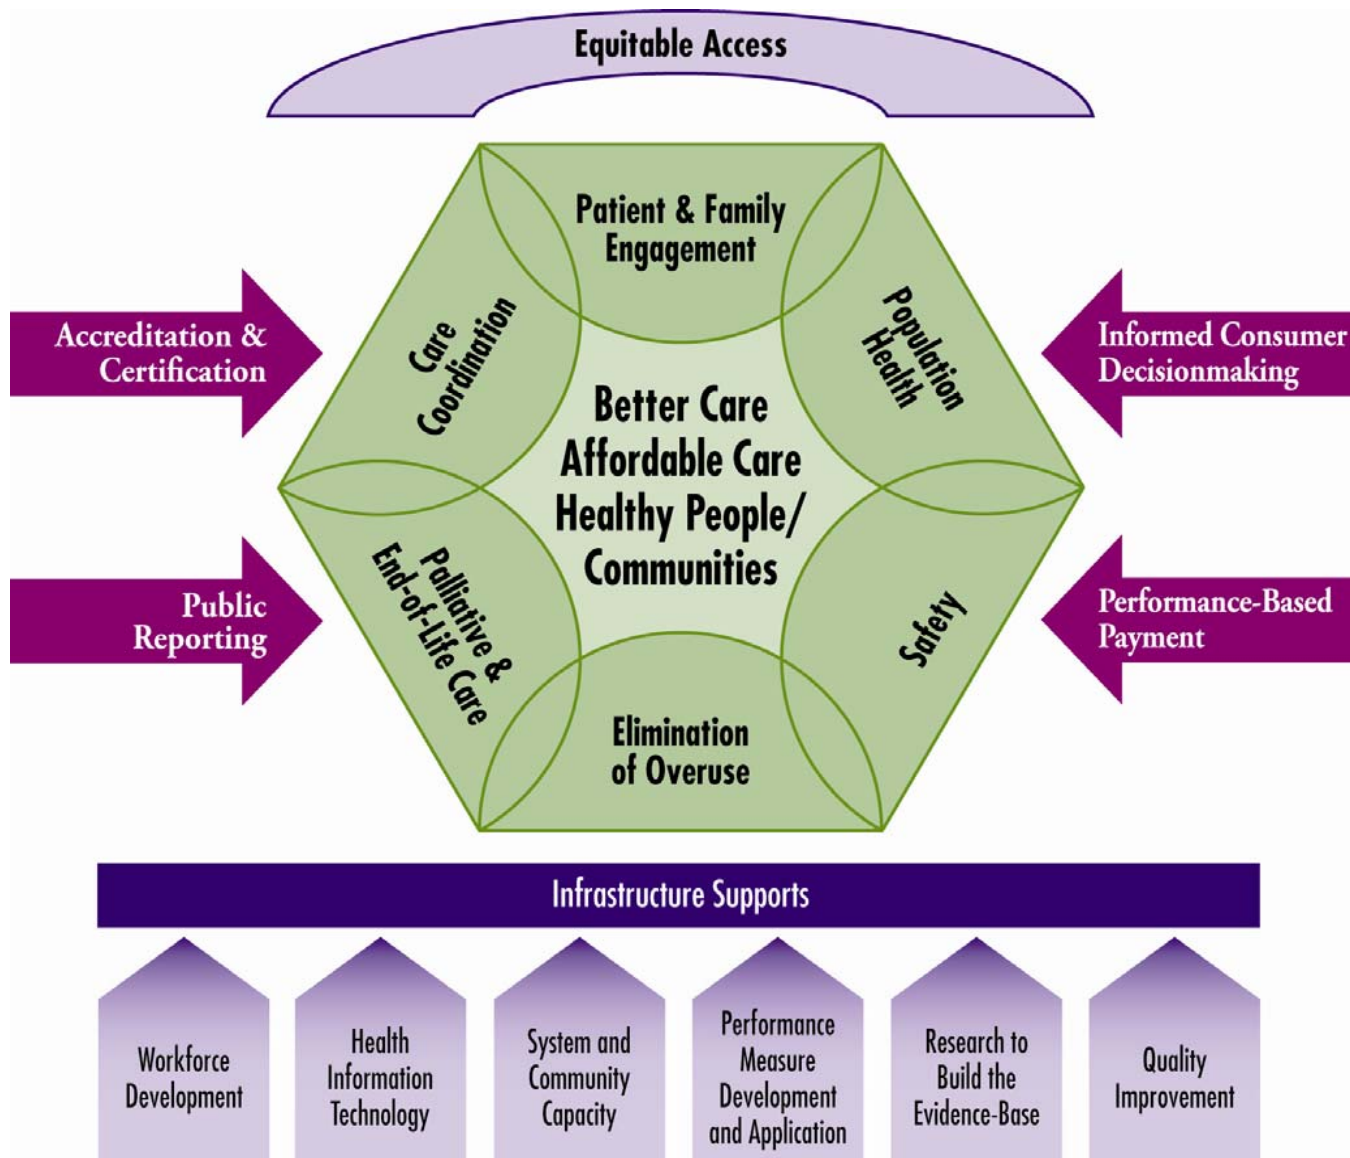 Equitable Access
Patient & Family
Engagement
Care
Coordination
Population
Health
Accreditation &
Certification
Informed Consumer
Decisionmaking
Better Care
Affordable Care
Healthy People/
Communities
Public
Reporting
Palliative &
End-of-Life Care
Safety
Performance-Based
Payment
Elimination
of Overuse
Infrastructure Supports
Workforce
Development
Health
Information
Technology
System and
Community
Capacity
Performance
Measure
Development
and Application
Research to
Build the
Evidence-Base
Quality
Improvement